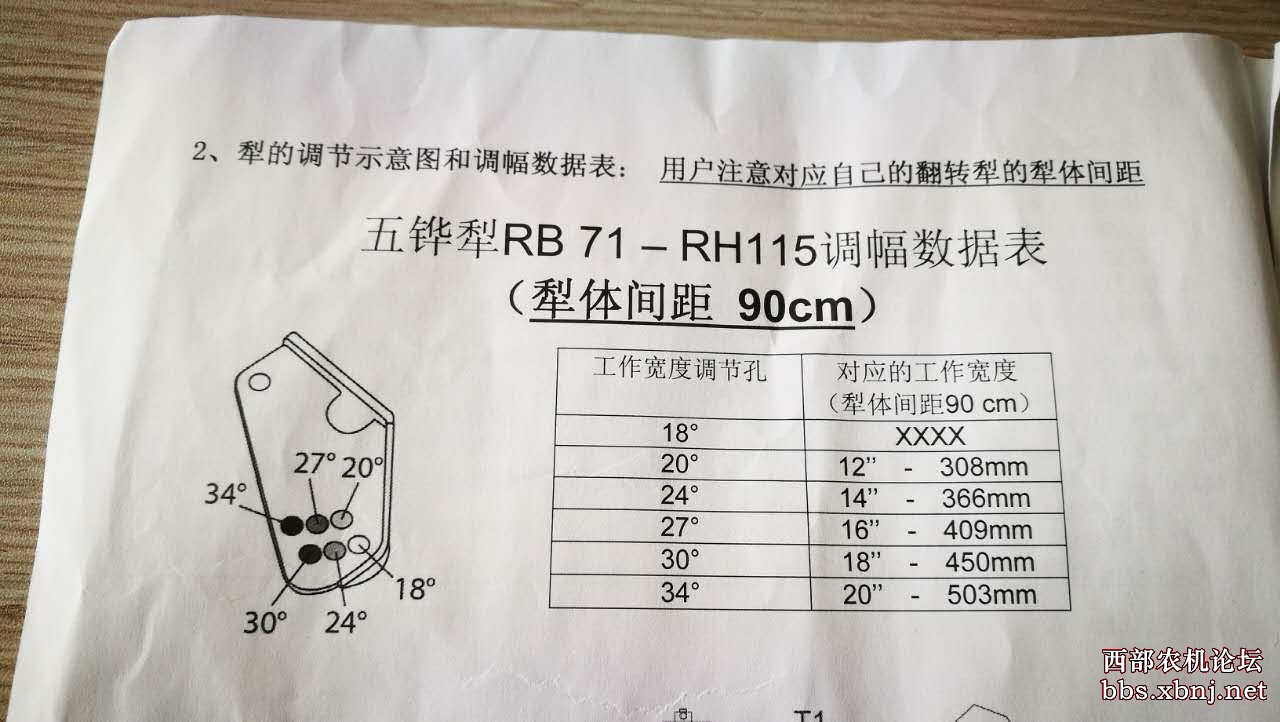 2、犁的调节示意图和调幅数据表： 用户注意对应自己的翻转犁的犁体间距
五铧犁RB 71 – RH115调幅数据表
（犁体间距 90cm）
工作宽度调节孔 对应的工作宽度
（犁体间距90 cm）
18° XXXX
20° 12” - 308mm
24° 14” - 366mm
27° 16” - 409mm
30° 18” - 450mm
34° 20” - 503mm
27° 20°
34°
18°
30° 24°
T1
西部农机论坛
bbs.xbnj.net